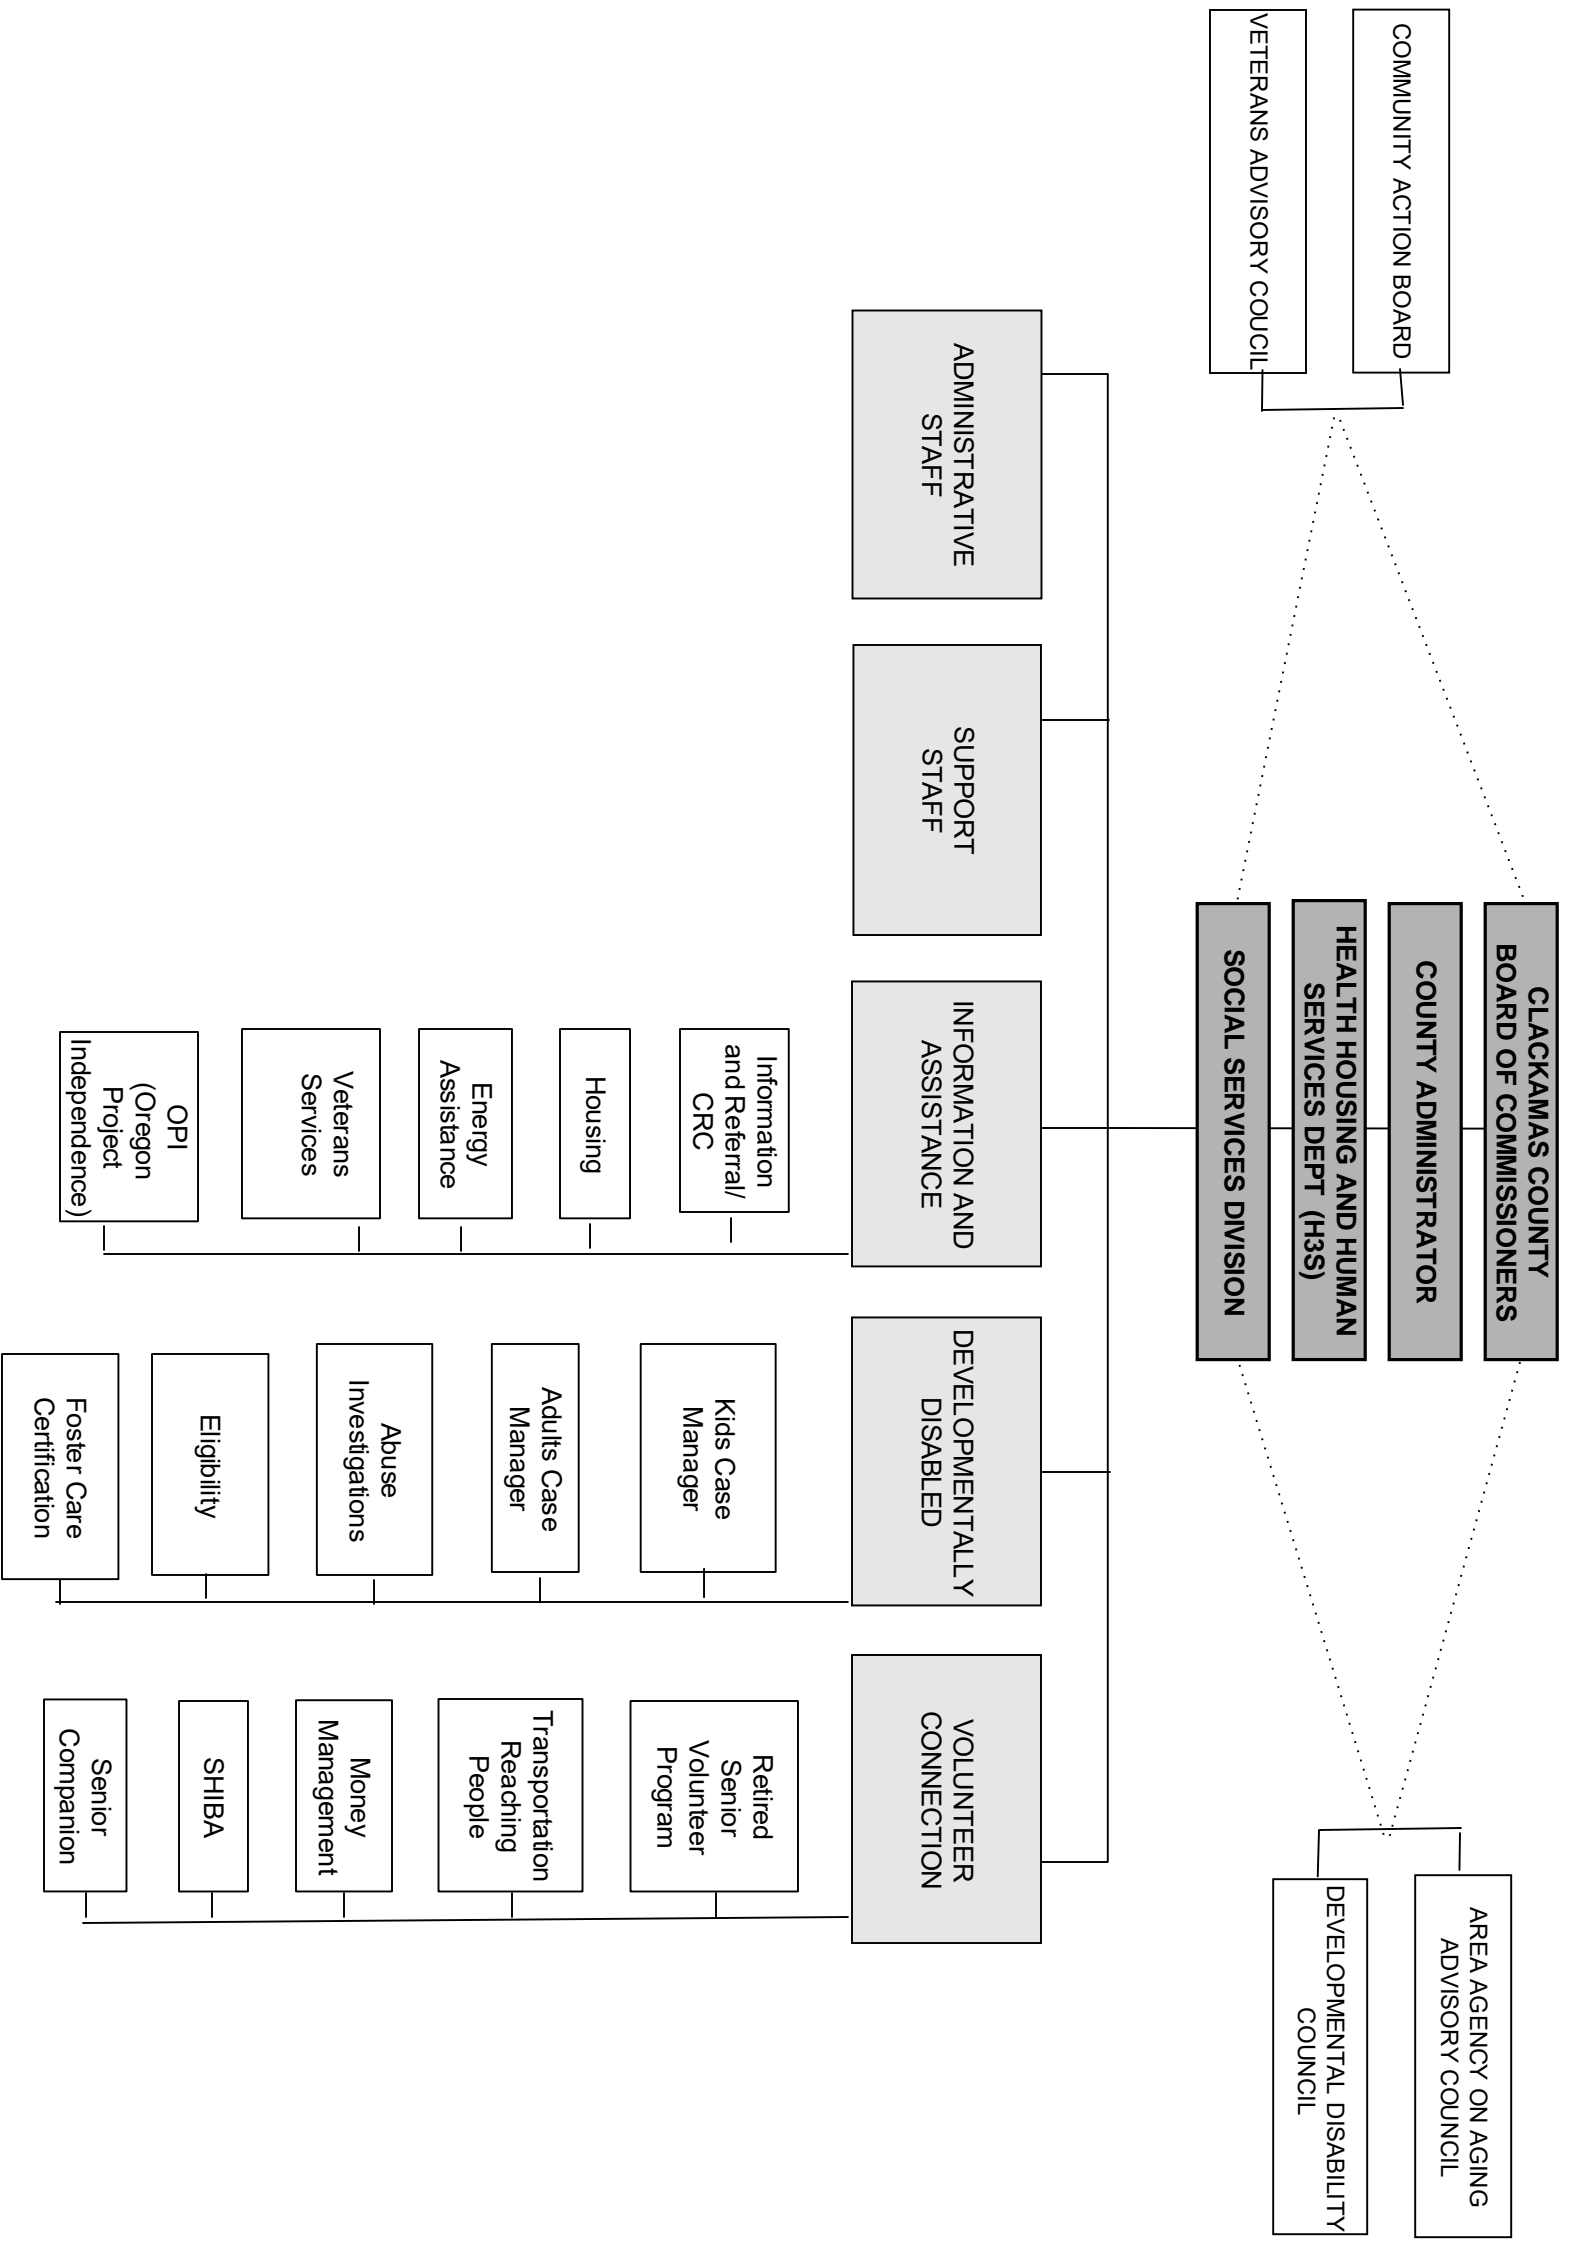 CLACKAMAS COUNTY
BOARD OF COMMISSIONERS
COUNTY ADMINISTRATOR
HEALTH HOUSING AND HUMAN
SERVICES DEPT (H3S)
SOCIAL SERVICES DIVISION
COMMUNITY ACTION BOARD
VETERANS ADVISORY COUCIL
AREA AGENCY ON AGING
ADVISORY COUNCIL
DEVELOPMENTAL DISABILITY
COUNCIL
ADMINISTRATIVE
STAFF
SUPPORT
STAFF
INFORMATION AND
ASSISTANCE
Information
and Referral/
CRC
Housing
Energy
Assistance
Veterans
Services
OPI
(Oregon
Project
Independence)
DEVELOPMENTALLY
DISABLED
Kids Case
Manager
Adults Case
Manager
Abuse
Investigations
Eligibility
Foster Care
Certification
VOLUNTEER
CONNECTION
Retired
Senior
Volunteer
Program
Transportation
Reaching
People
Money
Management
SHIBA
Senior
Companion